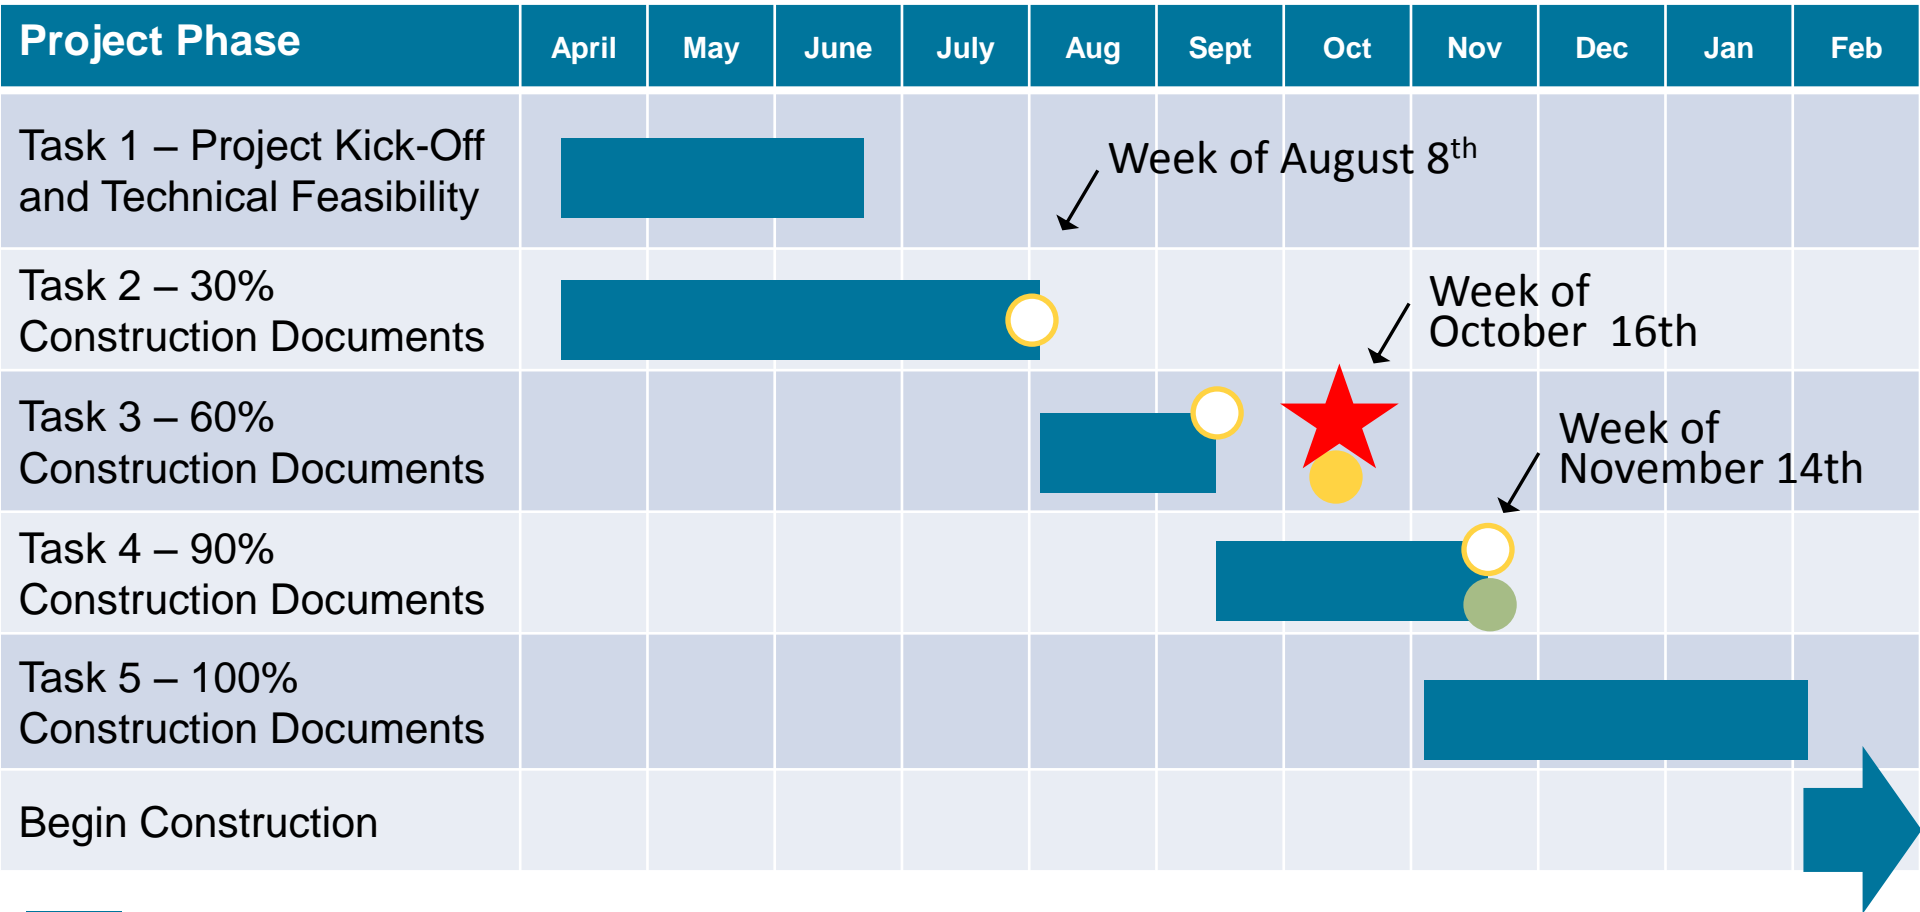 Project Phase April May June July Aug Sept Oct Nov Dec Jan Feb
Task 1 – Project Kick-Off
and Technical Feasibility
Week of August 8th
Task 2 – 30%
Construction Documents
Week of
October 16th
Task 3 – 60%
Construction Documents
Week of
November 14th
Task 4 – 90%
Construction Documents
Task 5 – 100%
Construction Documents
Begin Construction